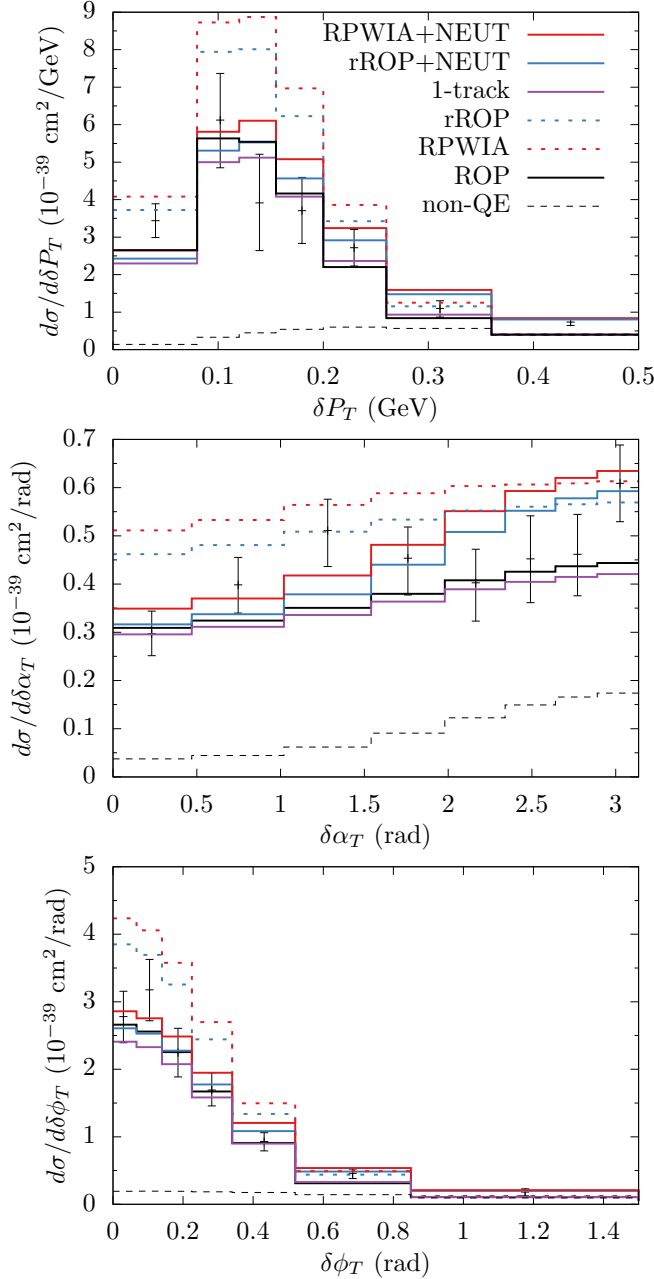 9
8
7
6
5
4
3
2
1
0
dσ/dδP_T (10⁻³⁹ cm²/GeV)
RPWIA+NEUT
rROP+NEUT
1-track
rROP
RPWIA
ROP
non-QE
0 0.1 0.2 0.3 0.4 0.5
δP_T (GeV)
0.7
0.6
0.5
0.4
0.3
0.2
0.1
0
dσ/dδα_T (10⁻³⁹ cm²/rad)
0 0.5 1 1.5 2 2.5 3
δα_T (rad)
5
4
3
2
1
0
dσ/dδϕ_T (10⁻³⁹ cm²/rad)
0 0.2 0.4 0.6 0.8 1 1.2 1.4
δϕ_T (rad)